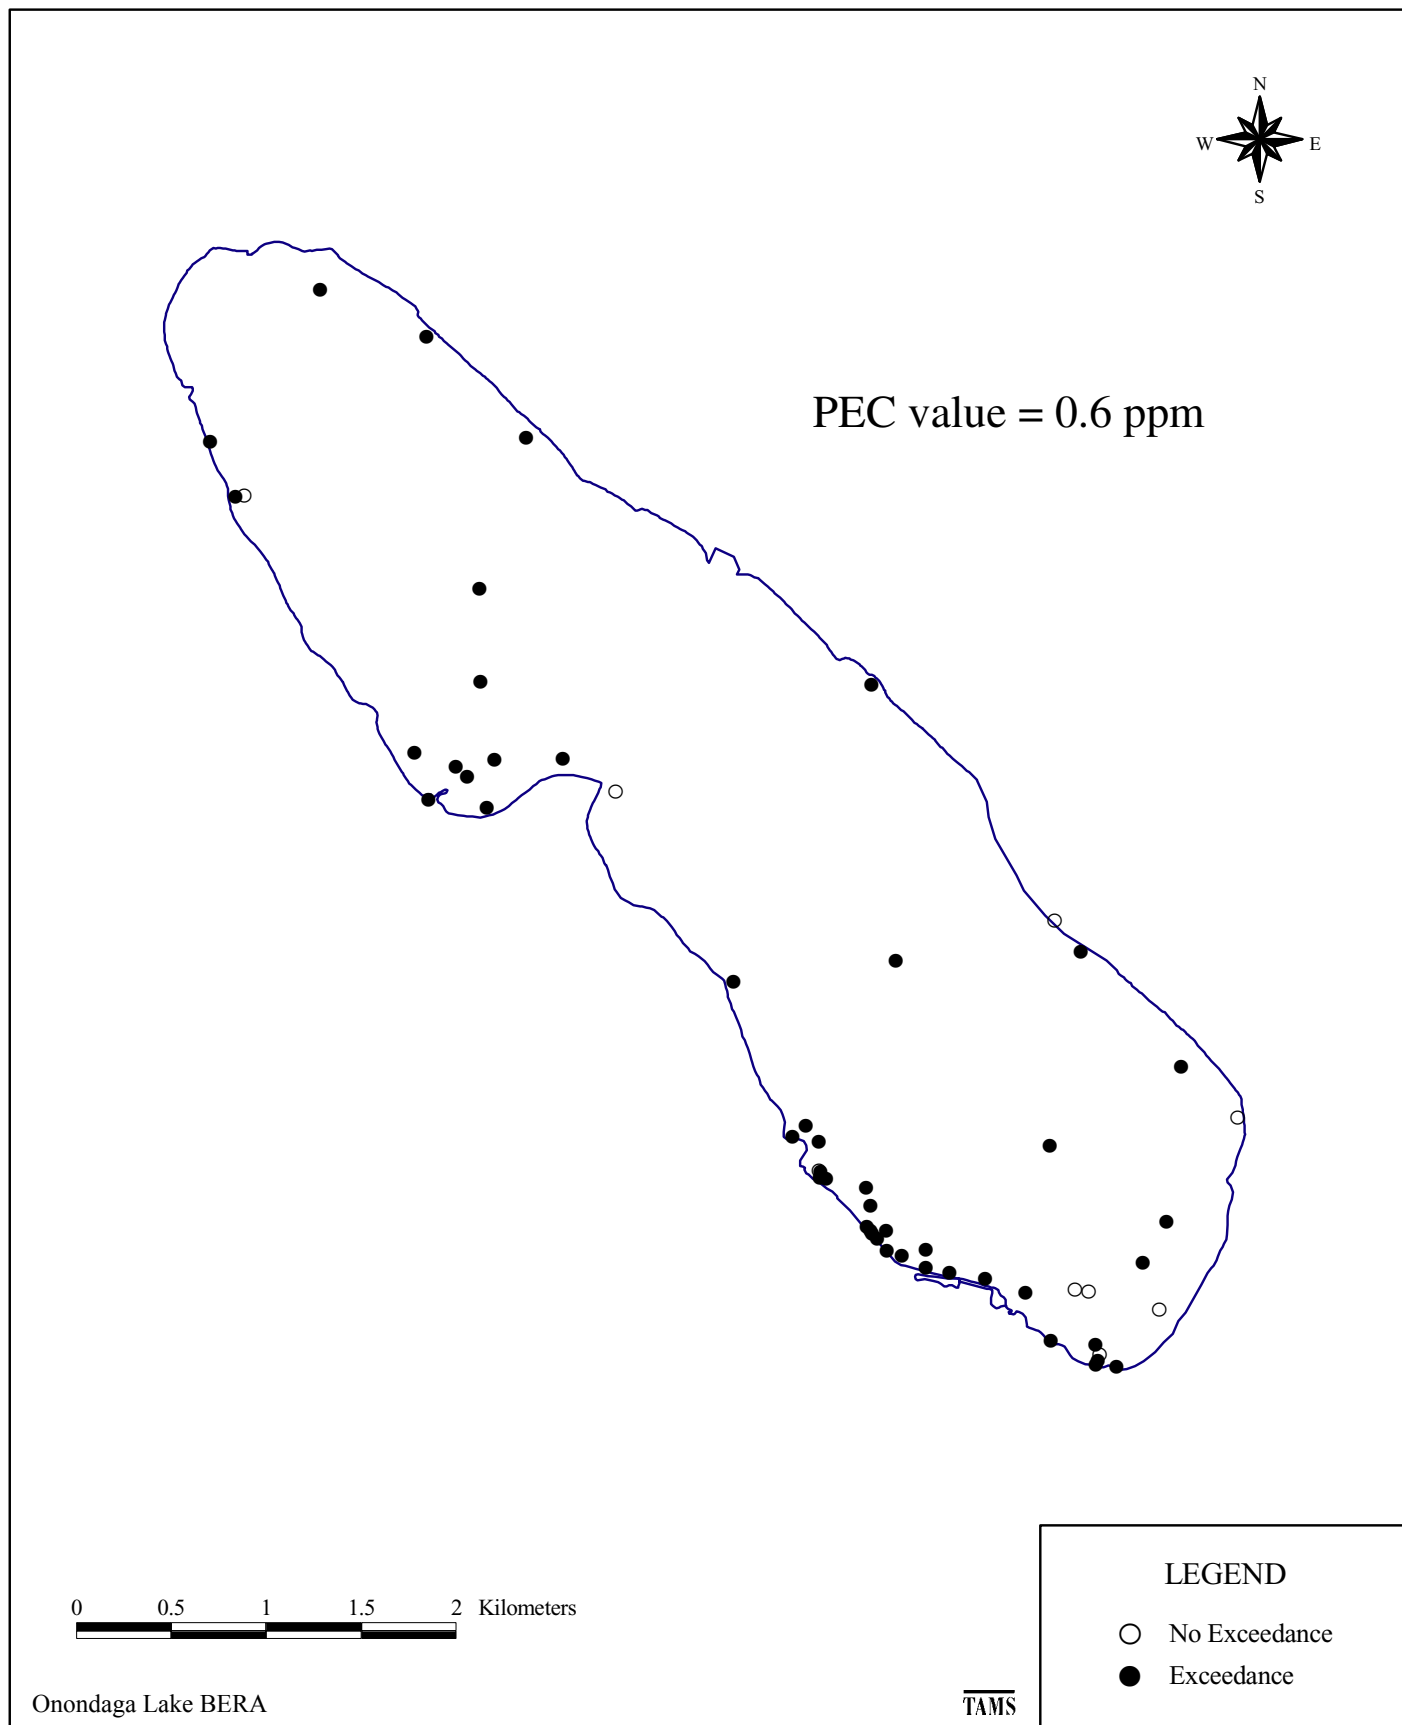 N
W E
S
PEC value = 0.6 ppm
LEGEND
No Exceedance
Exceedance
0 0.5 1 1.5 2 Kilometers
Onondaga Lake BERA
TAMS